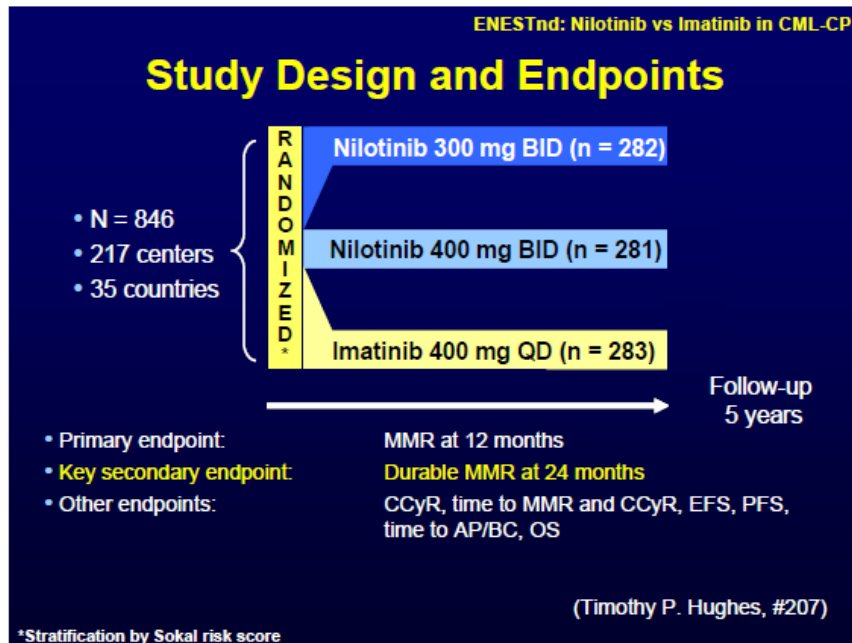 ENESTnd: Nilotinib vs Imatinib in CML-CP
Study Design and Endpoints
• N = 846
• 217 centers
• 35 countries
RANDOMIZED*
Nilotinib 300 mg BID (n = 282)
Nilotinib 400 mg BID (n = 281)
Imatinib 400 mg QD (n = 283)
Follow-up
5 years
• Primary endpoint: MMR at 12 months
• Key secondary endpoint: Durable MMR at 24 months
• Other endpoints: CCyR, time to MMR and CCyR, EFS, PFS,
time to AP/BC, OS
(Timothy P. Hughes, #207)
*Stratification by Sokal risk score